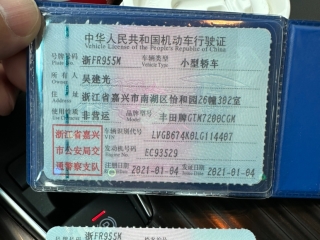 中华人民共和国机动车行驶证
Vehicle License of the People's Republic of China
号牌号码 浙FR955M 车辆类型 小型轿车
Plate No. Vehicle Type
所有人 吴建光
住址 浙江省嘉兴市南湖区怡和园26幢302室
使用性质 非营运 品牌型号 丰田牌GTM7200CGK
浙江省嘉兴市公安局交通警察支队
车辆识别代号 LVGB674K0LG114407
发动机号码 EC93529
Engine No.
注册日期 2021-01-04 发证日期 2021-01-04
浙FR955M